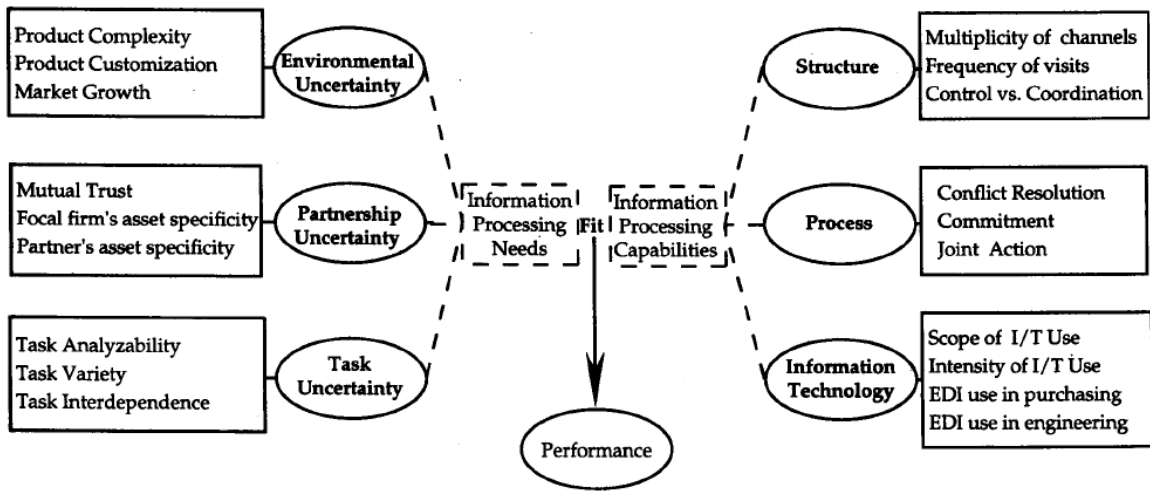 Product Complexity
Product Customization
Market Growth
Environmental
Uncertainty
Mutual Trust
Focal firm's asset specificity
Partner's asset specificity
Partnership
Uncertainty
Task Analyzability
Task Variety
Task Interdependence
Task
Uncertainty
Information
Processing
Needs
Fit
Information
Processing
Capabilities
Performance
Structure
Multiplicity of channels
Frequency of visits
Control vs. Coordination
Process
Conflict Resolution
Commitment
Joint Action
Information
Technology
Scope of I/T Use
Intensity of I/T Use
EDI use in purchasing
EDI use in engineering